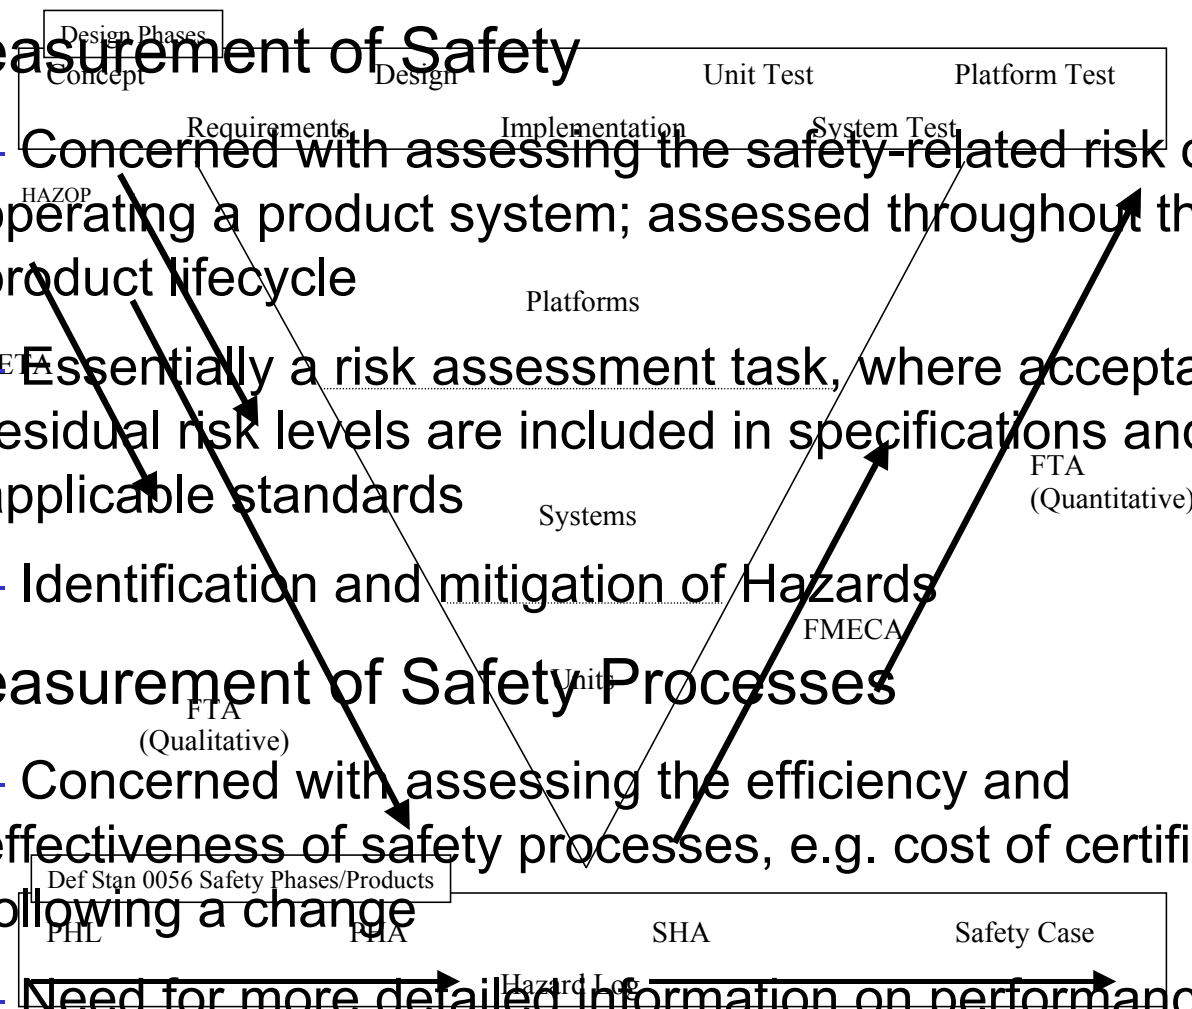 Design Phases
easurement of Safety
Concept Design Unit Test Platform Test
Requirements Implementation System Test
- Concerned with assessing the safety-related risk o
HAZOP
operating a product system; assessed throughout th
product lifecycle
Platforms
ETA
- Essentially a risk assessment task, where accepta
residual risk levels are included in specifications and
FTA
(Quantitative)
applicable standards
Systems
- Identification and mitigation of Hazards
FMECA
easurement of Safety Processes
Units
FTA
(Qualitative)
- Concerned with assessing the efficiency and
effectiveness of safety processes, e.g. cost of certifi
Def Stan 0056 Safety Phases/Products
ollowing a change
PHL PHA SHA Safety Case
Hazard Log
- Need for more detailed information on performanc